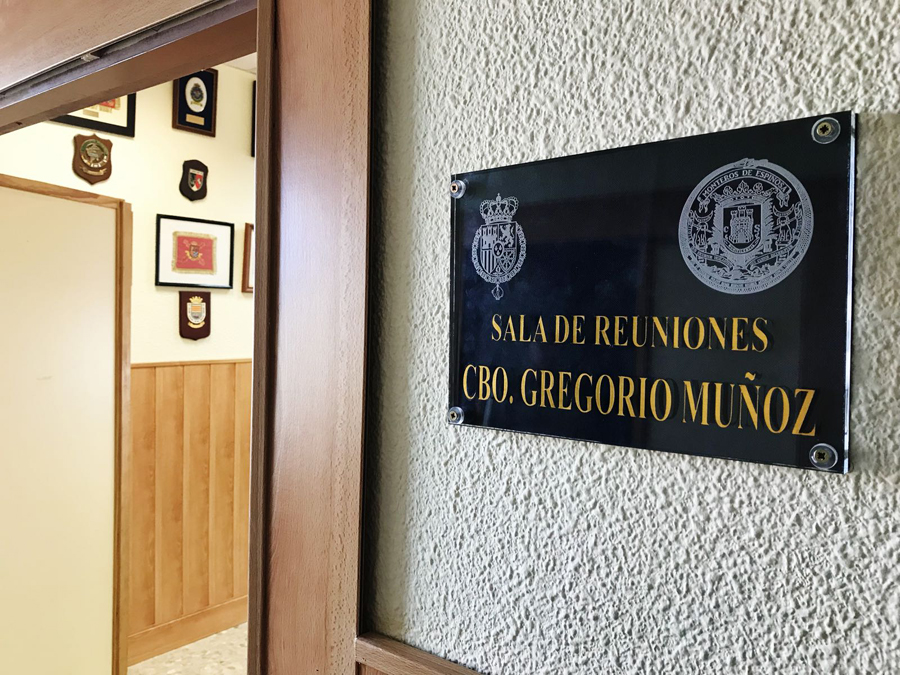 MONTEROS DE ESPINOSA
SALA DE REUNIONES
CBO. GREGORIO MUÑOZ